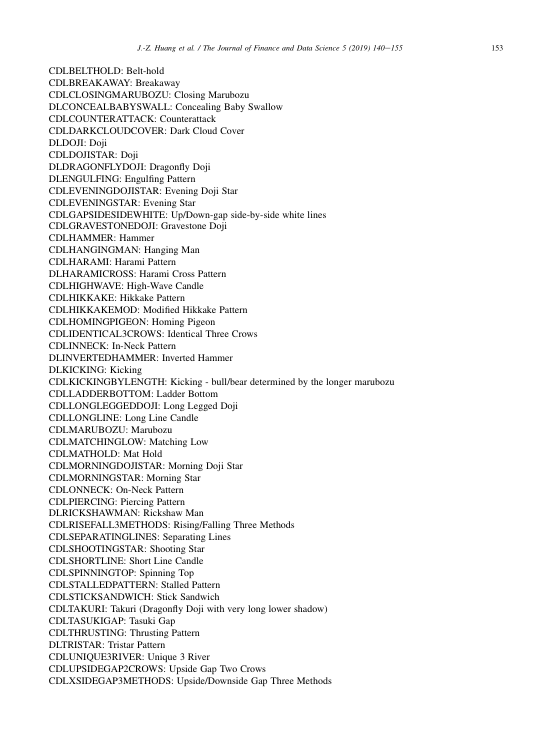 J.-Z. Huang et al. / The Journal of Finance and Data Science 5 (2019) 140−155 153
CDLBELTHOLD: Belt-hold
CDLBREAKAWAY: Breakaway
CDLCLOSINGMARUBOZU: Closing Marubozu
DLCONCEALBABYSWALL: Concealing Baby Swallow
CDLCOUNTERATTACK: Counterattack
CDLDARKCLOUDCOVER: Dark Cloud Cover
DLDOJI: Doji
CDLDOJISTAR: Doji
DLDRAGONFLYDOJI: Dragonfly Doji
DLENGULFING: Engulfing Pattern
CDLEVENINGDOJISTAR: Evening Doji Star
CDLEVENINGSTAR: Evening Star
CDLGAPSIDESIDEWHITE: Up/Down-gap side-by-side white lines
CDLGRAVESTONEDOJI: Gravestone Doji
CDLHAMMER: Hammer
CDLHANGINGMAN: Hanging Man
CDLHARAMI: Harami Pattern
DLHARAMICROSS: Harami Cross Pattern
CDLHIGHWAVE: High-Wave Candle
CDLHIKKAKE: Hikkake Pattern
CDLHIKKAKEMOD: Modified Hikkake Pattern
CDLHOMINGPIGEON: Homing Pigeon
CDLIDENTICAL3CROWS: Identical Three Crows
CDLINNECK: In-Neck Pattern
DLINVERTEDHAMMER: Inverted Hammer
DLKICKING: Kicking
CDLKICKINGBYLENGTH: Kicking - bull/bear determined by the longer marubozu
CDLLADDERBOTTOM: Ladder Bottom
CDLLONGLEGGEDDOJI: Long Legged Doji
CDLLONGLINE: Long Line Candle
CDLMARUBOZU: Marubozu
CDLMATCHINGLOW: Matching Low
CDLMATHOLD: Mat Hold
CDLMORNINGDOJISTAR: Morning Doji Star
CDLMORNINGSTAR: Morning Star
CDLONNECK: On-Neck Pattern
CDLPIERCING: Piercing Pattern
DLRICKSHAWMAN: Rickshaw Man
CDLRISEFALL3METHODS: Rising/Falling Three Methods
CDLSEPARATINGLINES: Separating Lines
CDLSHOOTINGSTAR: Shooting Star
CDLSHORTLINE: Short Line Candle
CDLSPINNINGTOP: Spinning Top
CDLSTALLEDPATTERN: Stalled Pattern
CDLSTICKSANDWICH: Stick Sandwich
CDLTAKURI: Takuri (Dragonfly Doji with very long lower shadow)
CDLTASUKIGAP: Tasuki Gap
CDLTHRUSTING: Thrusting Pattern
DLTRISTAR: Tristar Pattern
CDLUNIQUE3RIVER: Unique 3 River
CDLUPSIDEGAP2CROWS: Upside Gap Two Crows
CDLXSIDEGAP3METHODS: Upside/Downside Gap Three Methods